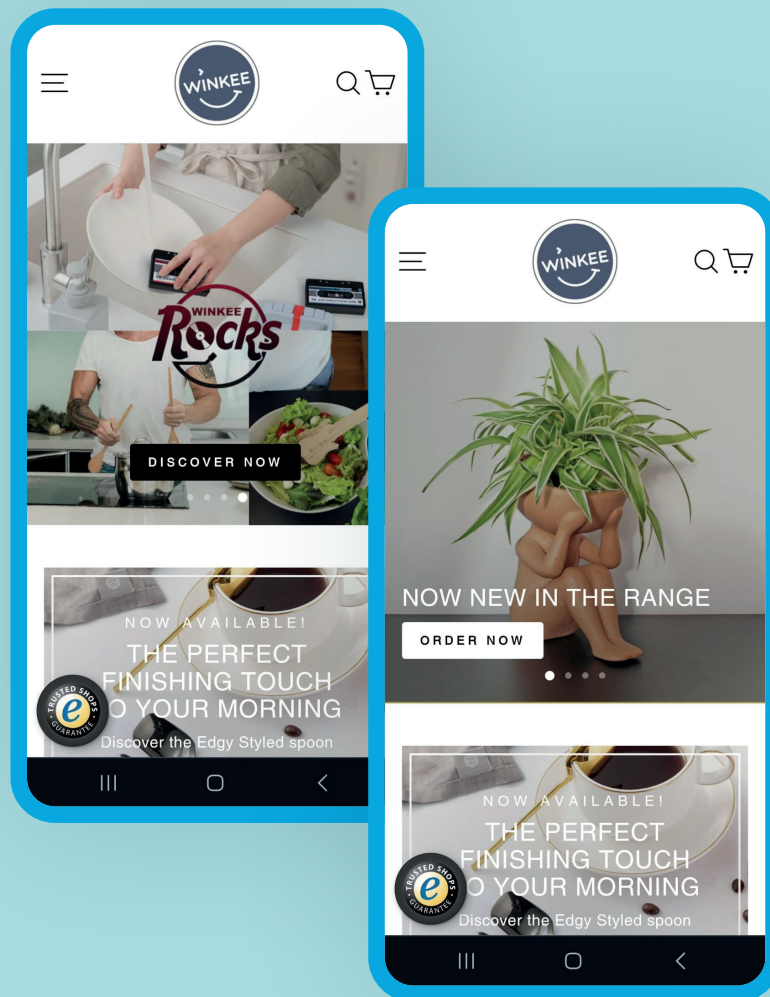 WINKEE
WINKEE
Rocks
DISCOVER NOW
NOW AVAILABLE!
THE PERFECT
FINISHING TOUCH
O YOUR MORNING
Discover the Edgy Styled spoon
TRUSTED SHOPS
e
GUARANTEE
WINKEE
NOW NEW IN THE RANGE
ORDER NOW
NOW AVAILABLE!
THE PERFECT
FINISHING TOUCH
O YOUR MORNING
Discover the Edgy Styled spoon
TRUSTED SHOPS
e
GUARANTEE